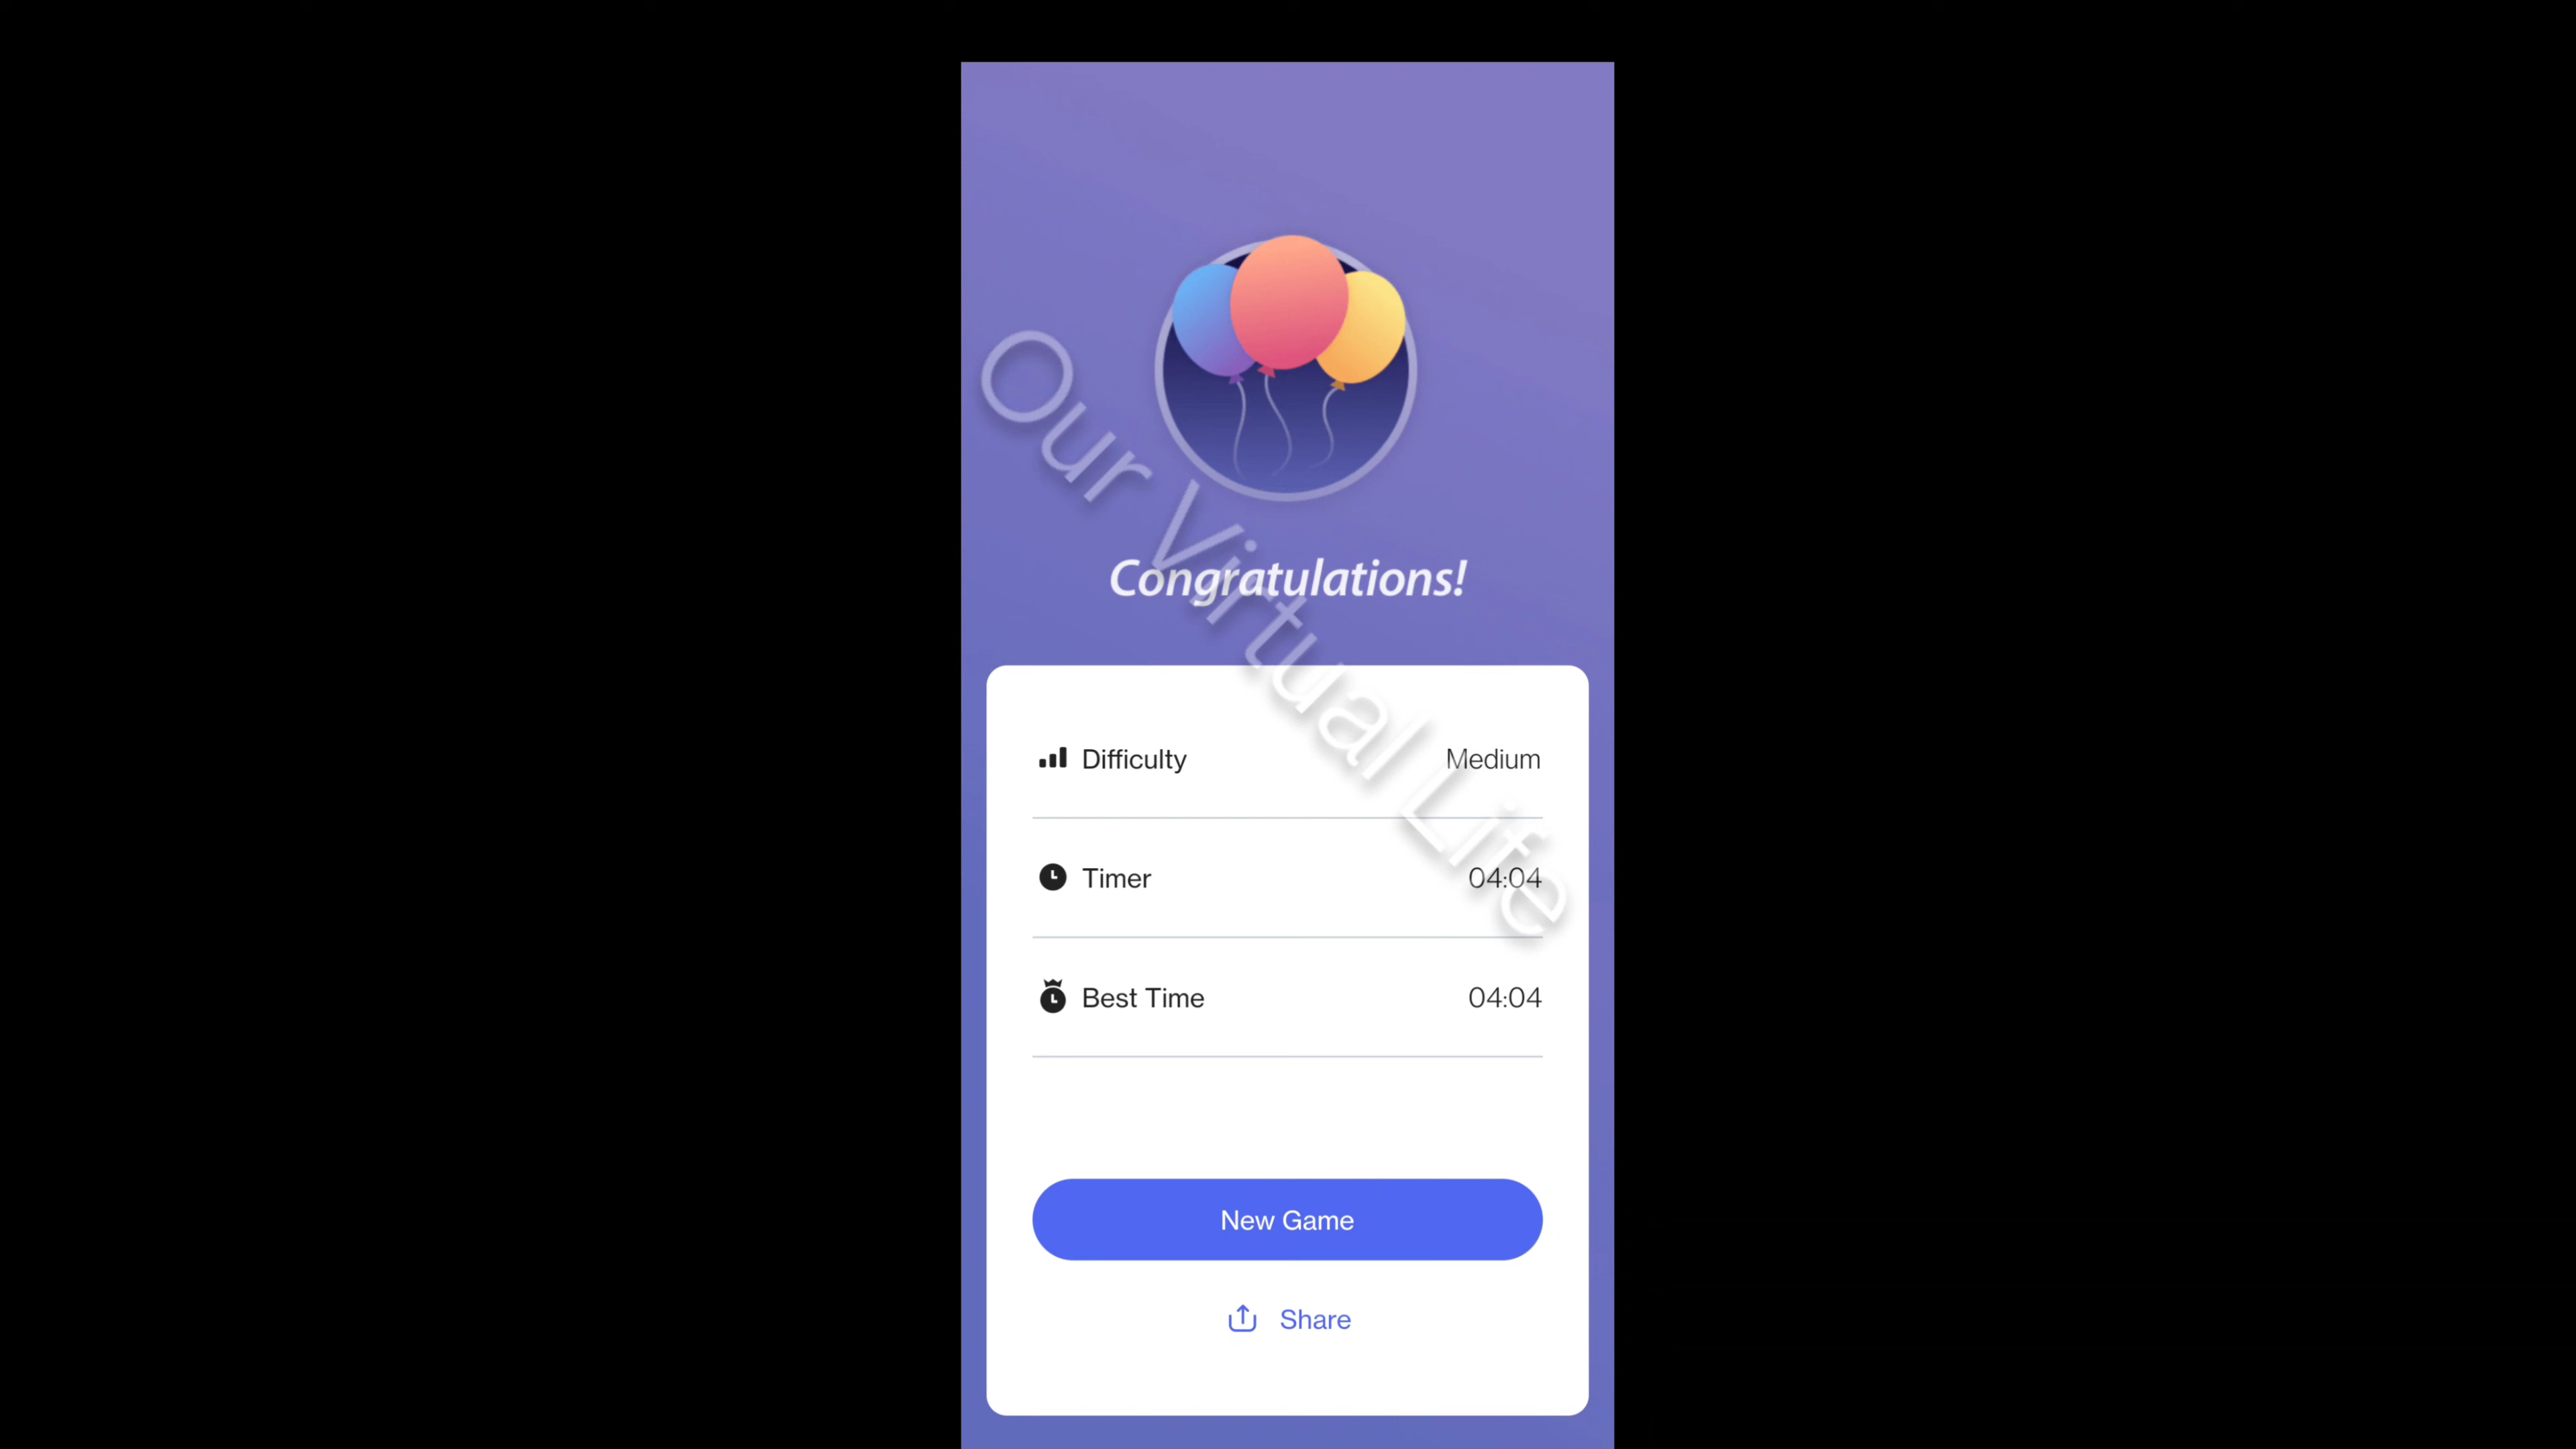 Our Virtual Life
Congratulations!
Difficulty Medium
Timer 04:04
Best Time 04:04
New Game
Share